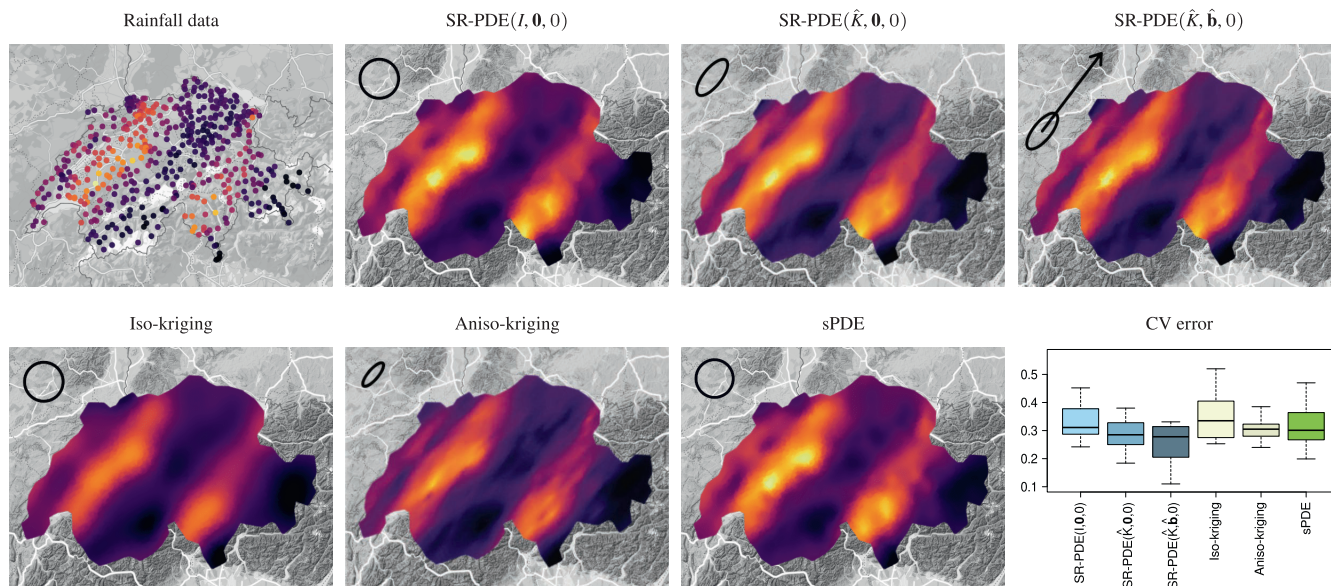 Rainfall data
SR-PDE(I, 0, 0)
SR-PDE(K̂, 0, 0)
SR-PDE(K̂, b̂, 0)
Iso-kriging
Aniso-kriging
sPDE
CV error
0.5
0.4
0.3
0.2
0.1
SR-PDE(I,0,0)
SR-PDE(K̂,0,0)
SR-PDE(K̂,b̂,0)
Iso-kriging
Aniso-kriging
sPDE